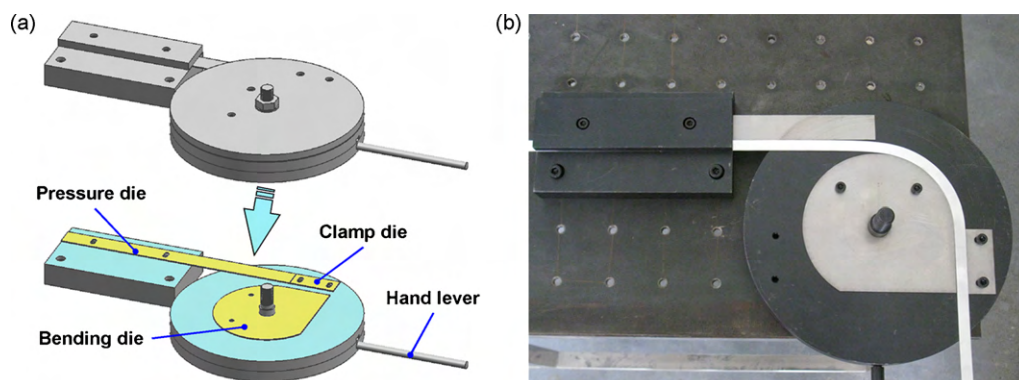 (a)
(b)
Pressure die
Clamp die
Hand lever
Bending die